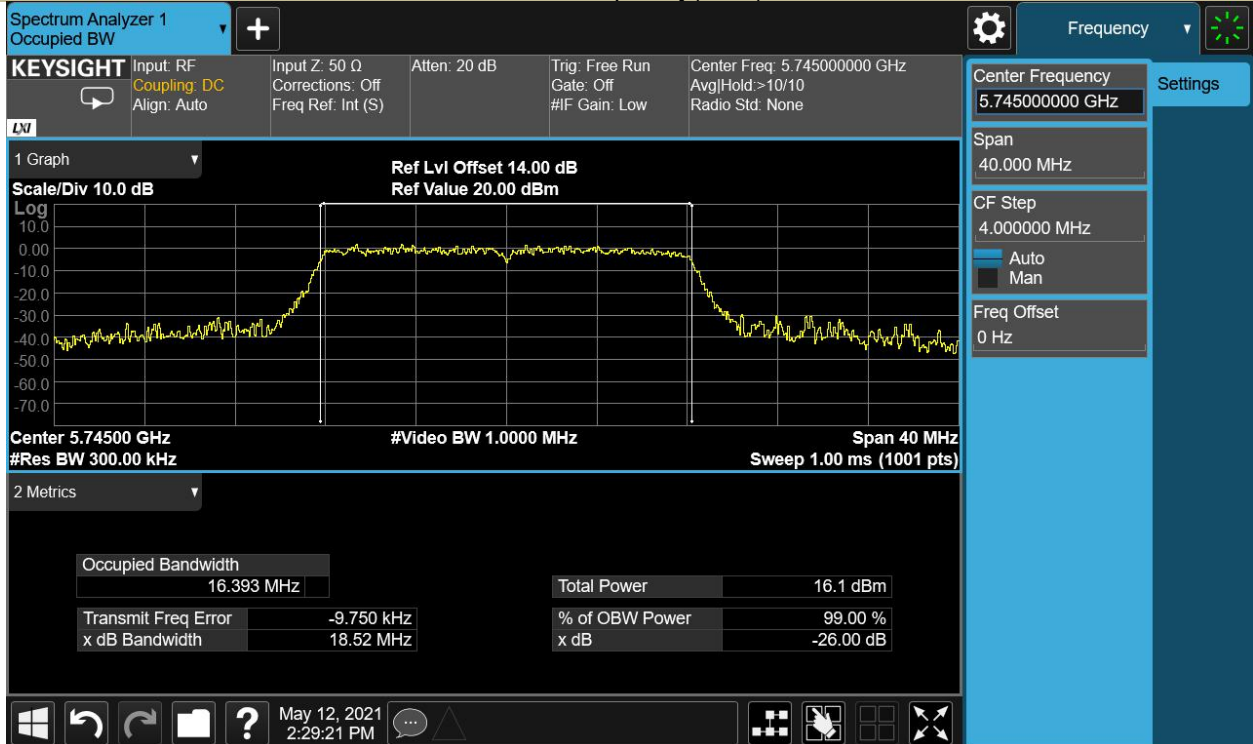 Spectrum Analyzer 1
Occupied BW
Frequency
KEYSIGHT
LXI
Input: RF
Coupling: DC
Align: Auto
Input Z: 50 Ω
Corrections: Off
Freq Ref: Int (S)
Atten: 20 dB
Trig: Free Run
Gate: Off
#IF Gain: Low
Center Freq: 5.745000000 GHz
Avg|Hold:>10/10
Radio Std: None
Center Frequency
5.745000000 GHz
Settings
Span
40.000 MHz
CF Step
4.000000 MHz
Auto
Man
Freq Offset
0 Hz
1 Graph
Scale/Div 10.0 dB
Ref Lvl Offset 14.00 dB
Ref Value 20.00 dBm
Log
10.0
0.00
-10.0
-20.0
-30.0
-40.0
-50.0
-60.0
-70.0
Center 5.74500 GHz
#Video BW 1.0000 MHz
Span 40 MHz
#Res BW 300.00 kHz
Sweep 1.00 ms (1001 pts)
2 Metrics
Occupied Bandwidth
16.393 MHz
Total Power 16.1 dBm
Transmit Freq Error -9.750 kHz
% of OBW Power 99.00 %
x dB Bandwidth 18.52 MHz
x dB -26.00 dB
?
May 12, 2021
2:29:21 PM